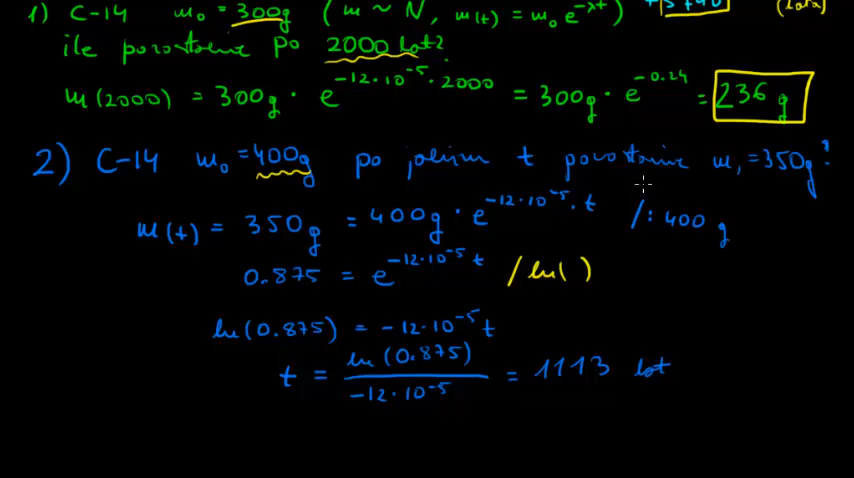 1) C-14 m₀ = 300g (m ~ N, m(t) = m₀ e^-λt) (lata)
ile pozostanie po 2000 lat?
m(2000) = 300g · e^-12·10^-5·2000 = 300g · e^-0.24 = 236 g
2) C-14 m₀ = 400g po jakim t pozostanie m₁ = 350g?
m(t) = 350g = 400g · e^-12·10^-5·t /: 400 g
0.875 = e^-12·10^-5 t /ln( )
ln(0.875) = -12·10^-5 t
t = ln(0.875) / -12·10^-5 = 1113 lat